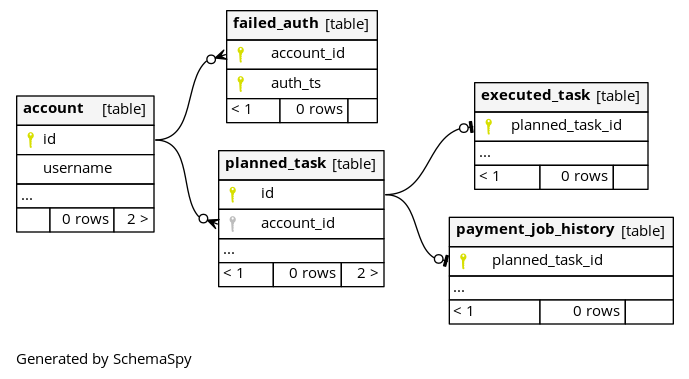 failed_auth [table]
account_id
auth_ts
< 1 0 rows
account [table]
id
username
...
0 rows 2 >
planned_task [table]
id
account_id
...
< 1 0 rows 2 >
executed_task [table]
planned_task_id
...
< 1 0 rows
payment_job_history [table]
planned_task_id
...
< 1 0 rows
Generated by SchemaSpy